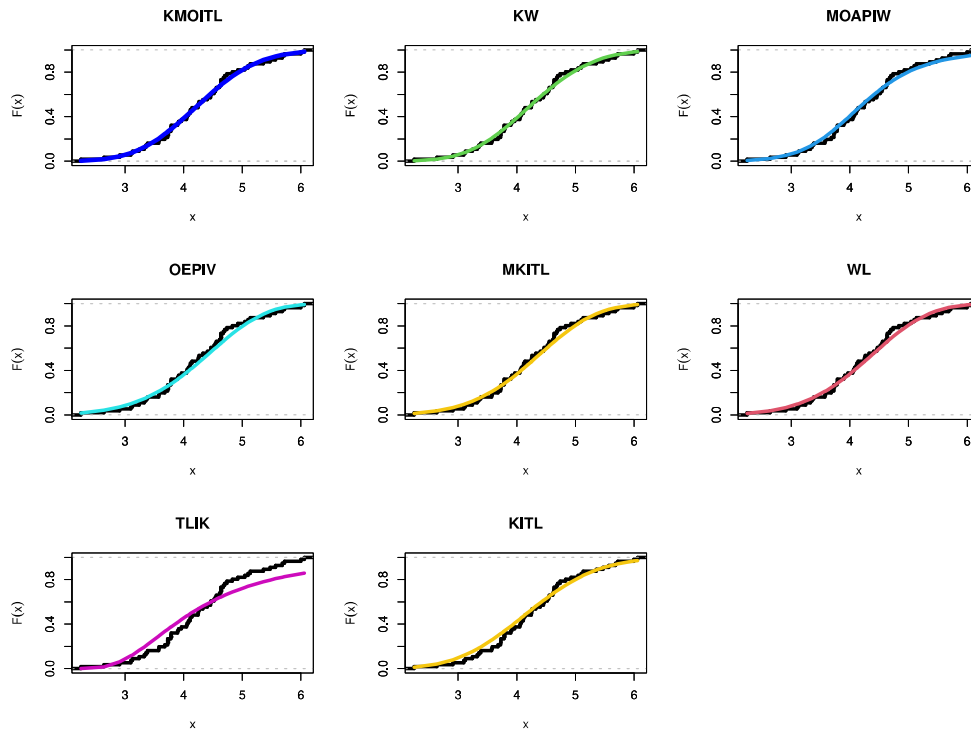 KMOITL KW MOAPIW
F(x) 0.0 0.4 0.8 F(x) 0.0 0.4 0.8 F(x) 0.0 0.4 0.8
3 4 5 6 3 4 5 6 3 4 5 6
x x x
OEPIV MKITL WL
F(x) 0.0 0.4 0.8 F(x) 0.0 0.4 0.8 F(x) 0.0 0.4 0.8
3 4 5 6 3 4 5 6 3 4 5 6
x x x
TLIK KITL
F(x) 0.0 0.4 0.8 F(x) 0.0 0.4 0.8
3 4 5 6 3 4 5 6
x x